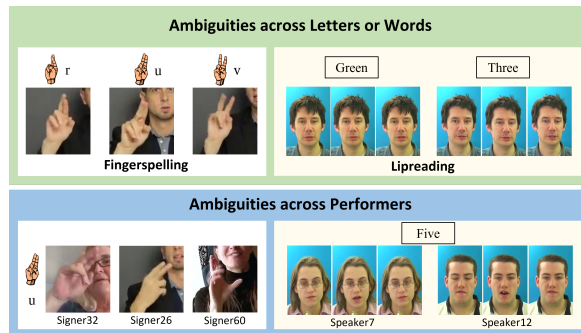 Ambiguities across Letters or Words
r
u
v
Green
Three
Fingerspelling
Lipreading
Ambiguities across Performers
Five
u
Signer32
Signer26
Signer60
Speaker7
Speaker12